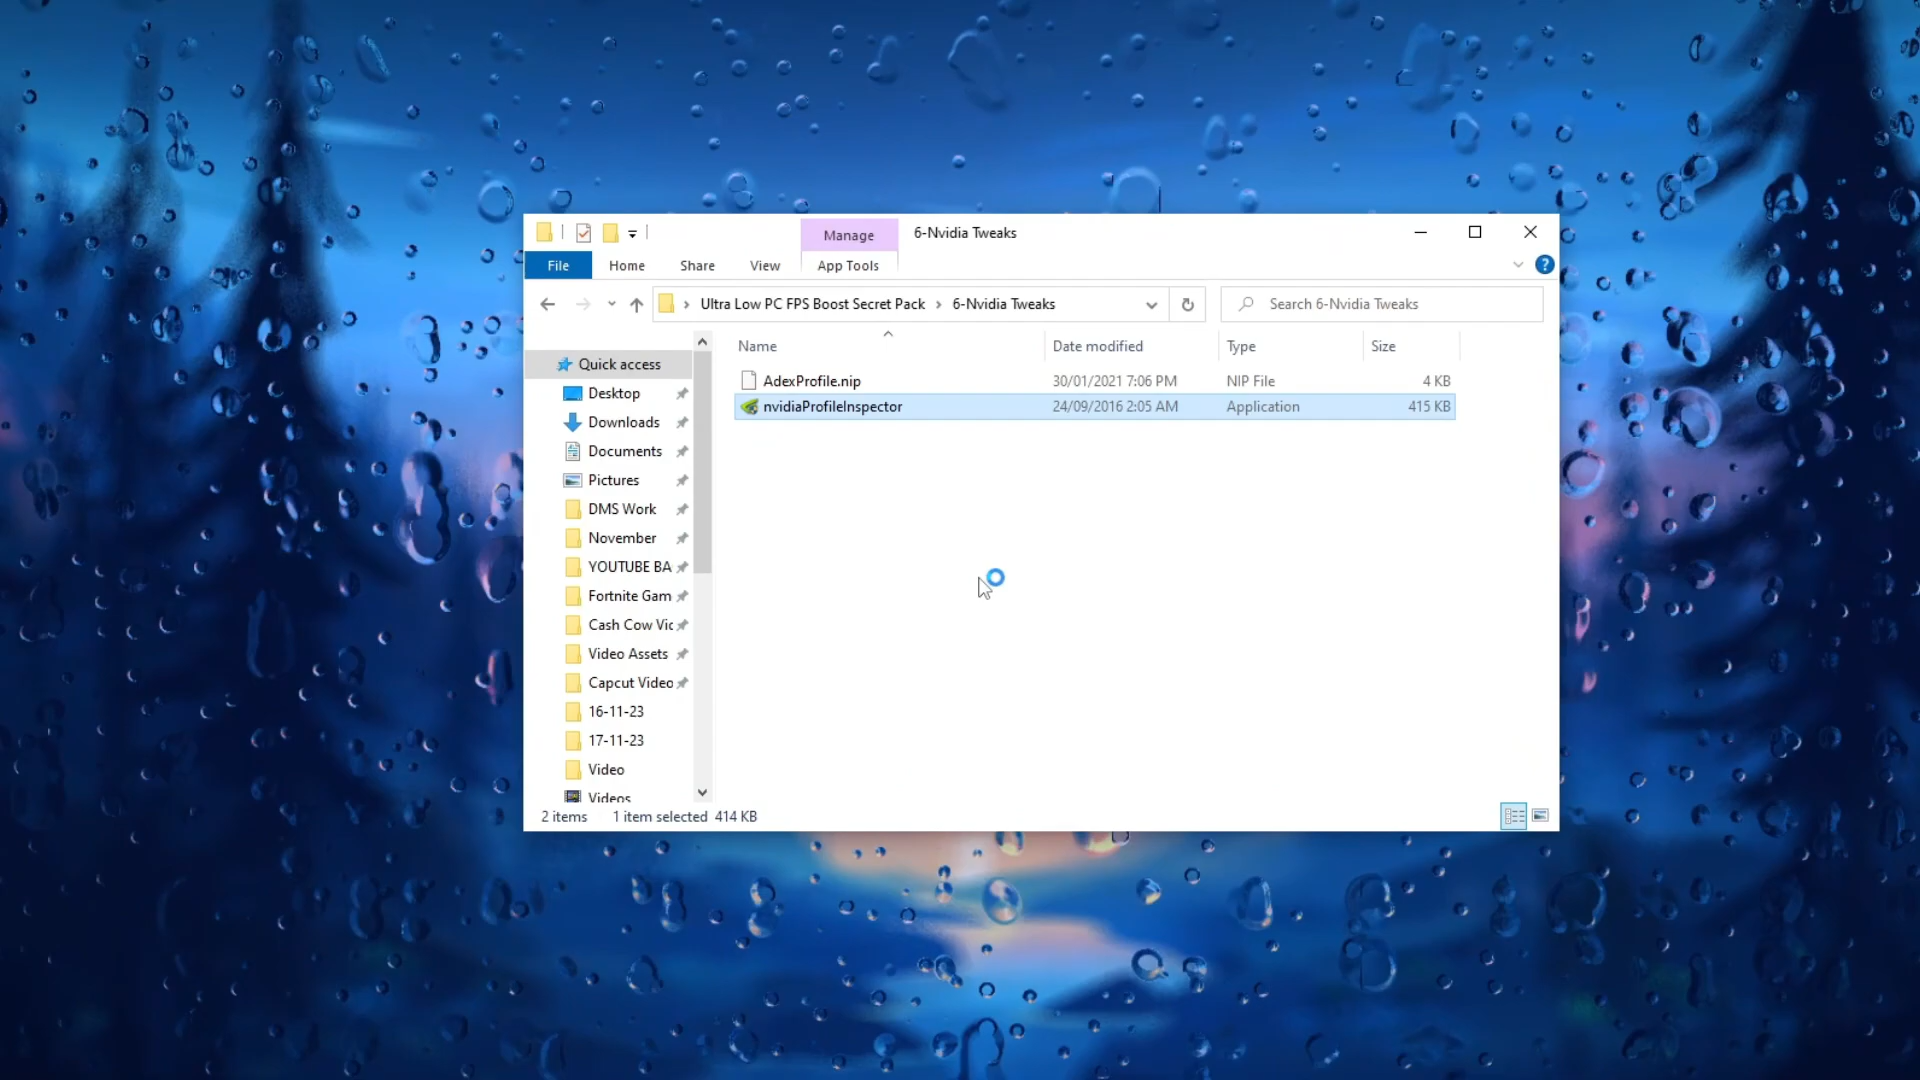 Manage
6-Nvidia Tweaks
File
Home
Share
View
App Tools
?
Ultra Low PC FPS Boost Secret Pack
6-Nvidia Tweaks
Search 6-Nvidia Tweaks
Name
Date modified
Type
Size
AdexProfile.nip
30/01/2021 7:06 PM
NIP File
4 KB
nvidiaProfileInspector
24/09/2016 2:05 AM
Application
415 KB
Quick access
Desktop
Downloads
Documents
Pictures
DMS Work
November
YOUTUBE BA
Fortnite Gam
Cash Cow Vic
Video Assets
Capcut Video
16-11-23
17-11-23
Video
Videos
2 items
1 item selected 414 KB